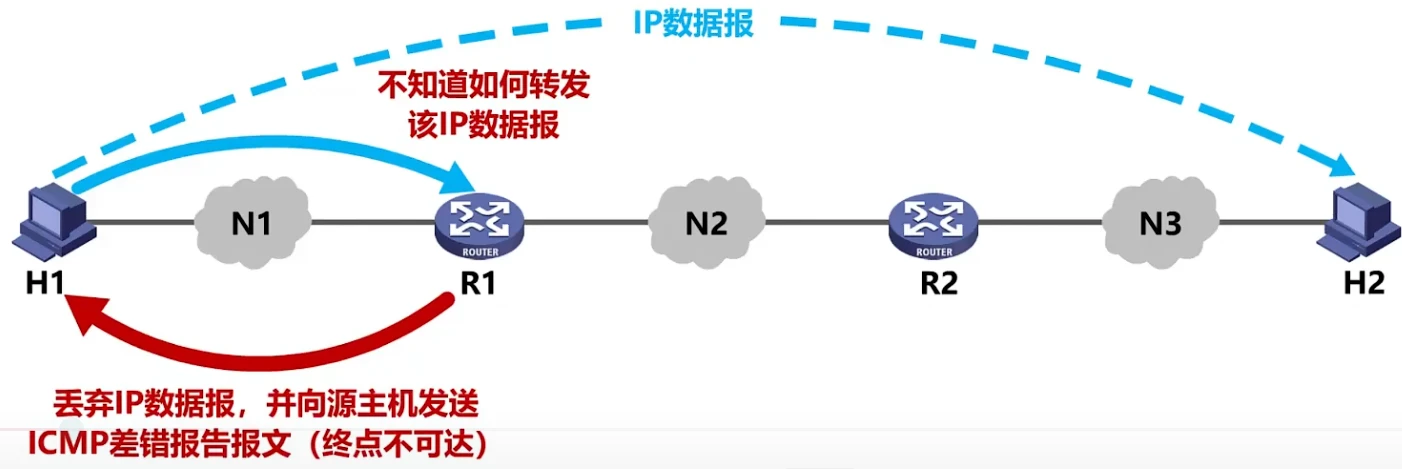 IP数据报
不知道如何转发
该IP数据报
N1
N2
N3
ROUTER
ROUTER
H1
R1
R2
H2
丢弃IP数据报，并向源主机发送
ICMP差错报告报文（终点不可达）